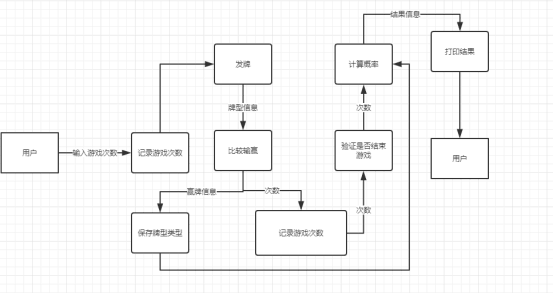 结果信息
发牌
计算概率
打印结果
牌型信息
次数
用户
输入游戏次数
记录游戏次数
比较输赢
验证是否结束
游戏
用户
赢牌信息
次数
次数
保存牌型类型
记录游戏次数